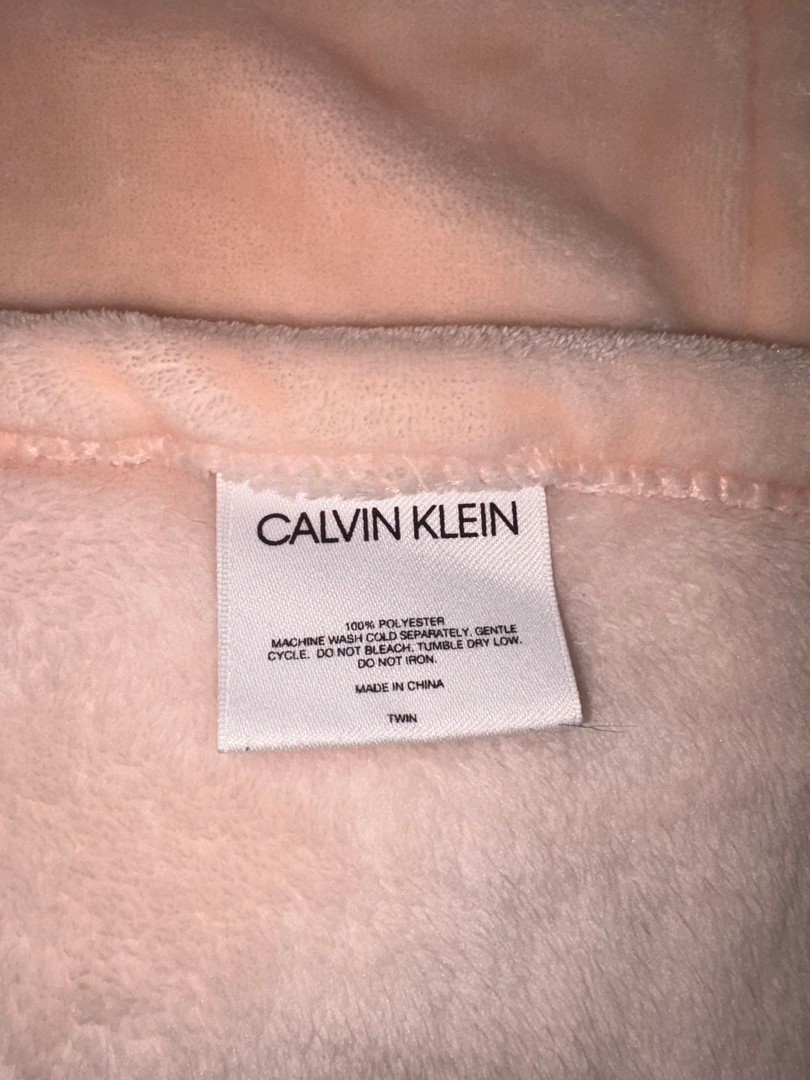 CALVIN KLEIN
100% POLYESTER
MACHINE WASH COLD SEPARATELY. GENTLE
CYCLE. DO NOT BLEACH. TUMBLE DRY LOW.
DO NOT IRON.
MADE IN CHINA
TWIN